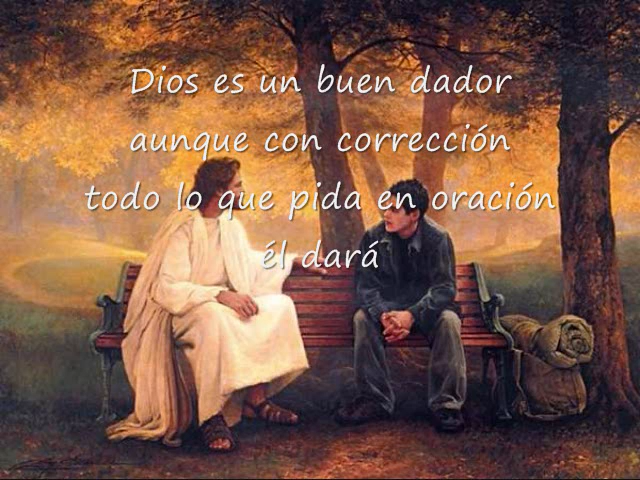 Dios es un buen dador
aunque con corrección
todo lo que pida en oración
él dará